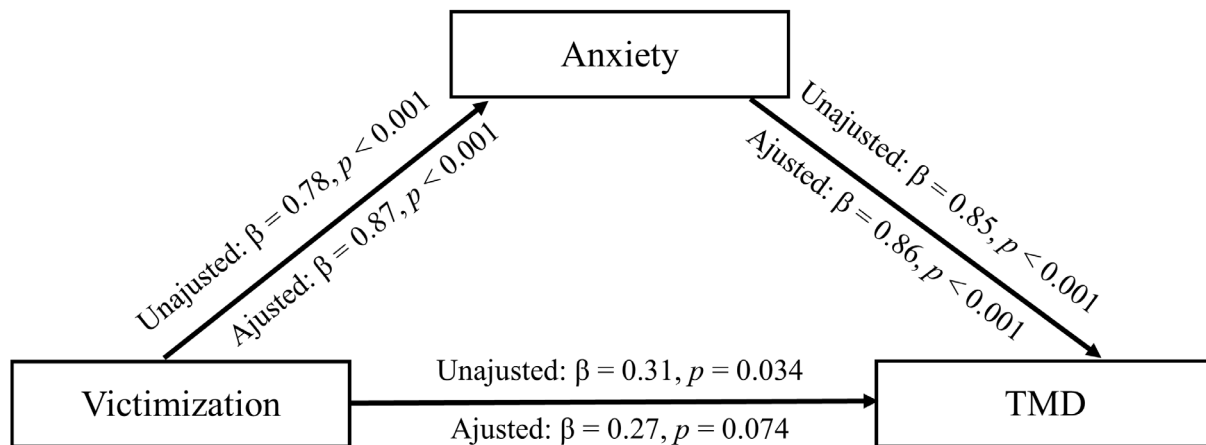 Anxiety
Unajusted: β = 0.78, p < 0.001
Ajusted: β = 0.87, p < 0.001
Unajusted: β = 0.85, p < 0.001
Ajusted: β = 0.86, p < 0.001
Victimization
Unajusted: β = 0.31, p = 0.034
Ajusted: β = 0.27, p = 0.074
TMD